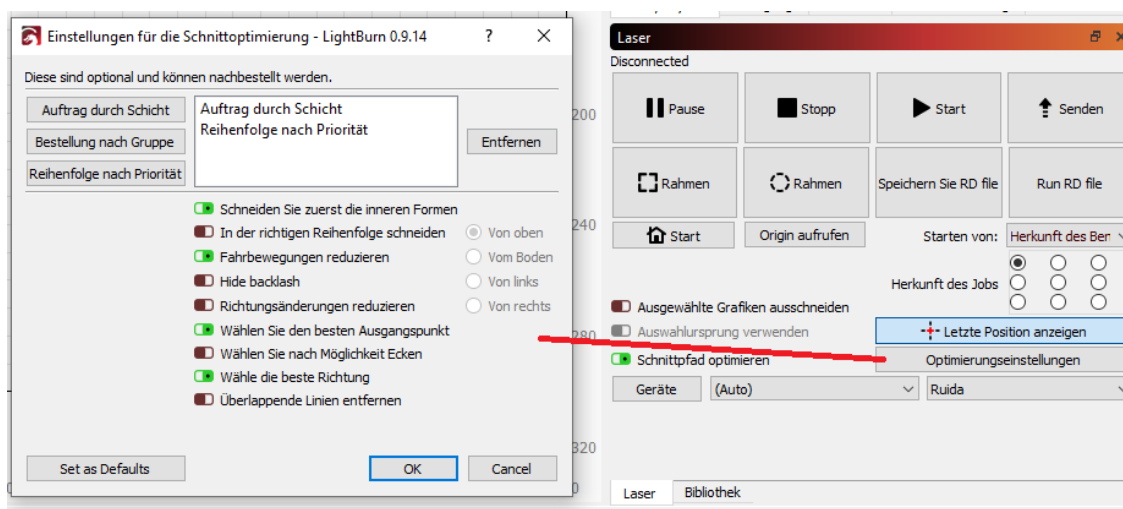 Einstellungen für die Schnittoptimierung - LightBurn 0.9.14
Diese sind optional und können nachbestellt werden.
Auftrag durch Schicht
Bestellung nach Gruppe
Reihenfolge nach Priorität
Auftrag durch Schicht
Reihenfolge nach Priorität
Entfernen
Schneiden Sie zuerst die inneren Formen
In der richtigen Reihenfolge schneiden
Von oben
Fahrbewegungen reduzieren
Vom Boden
Hide backlash
Von links
Richtungsänderungen reduzieren
Von rechts
Wählen Sie den besten Ausgangspunkt
Wählen Sie nach Möglichkeit Ecken
Wähle die beste Richtung
Überlappende Linien entfernen
Set as Defaults
OK
Cancel
200
240
280
320
Laser
Disconnected
Pause
Stopp
Start
Senden
Rahmen
Rahmen
Speichern Sie RD file
Run RD file
Start
Origin aufrufen
Starten von:
Herkunft des Ber
Herkunft des Jobs
Ausgewählte Grafiken ausschneiden
Auswahlursprung verwenden
Letzte Position anzeigen
Schnittpfad optimieren
Optimierungseinstellungen
Geräte
(Auto)
Ruida
Laser
Bibliothek